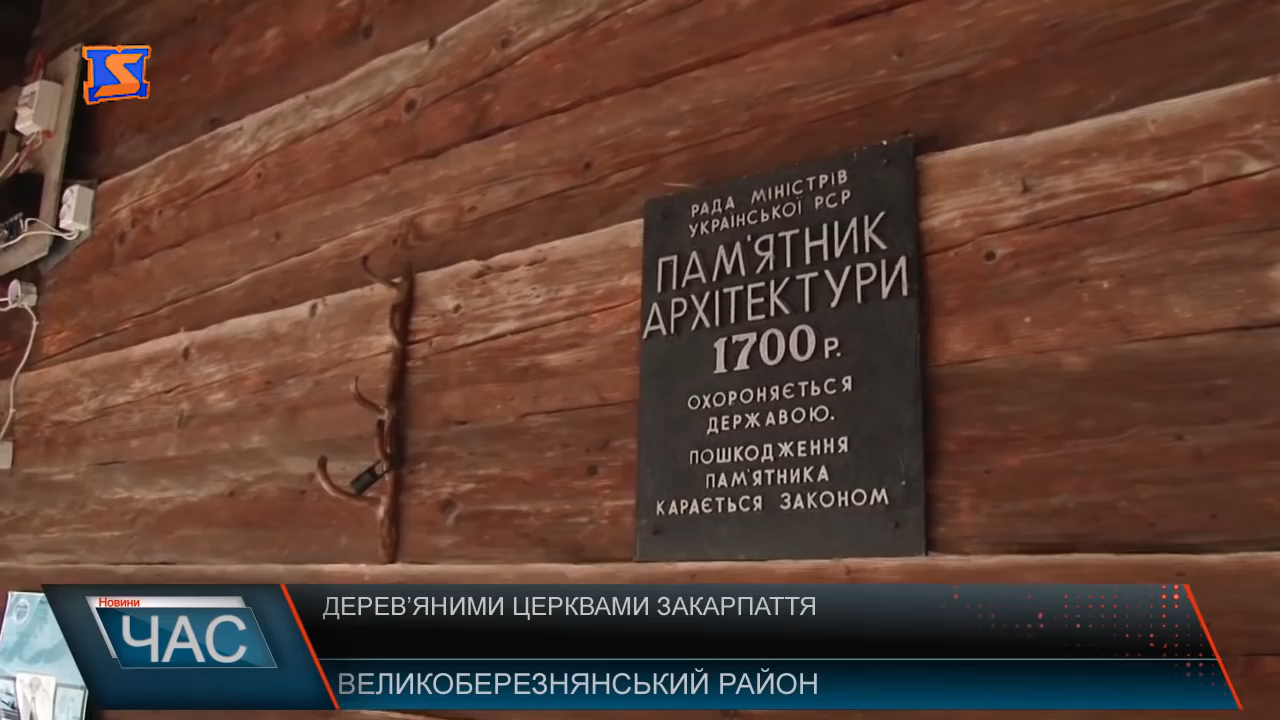 РАДА МІНІСТРІВ
УКРАЇНСЬКОЇ РСР
ПАМ'ЯТНИК
АРХІТЕКТУРИ
1700 Р.
ОХОРОНЯЄТЬСЯ
ДЕРЖАВОЮ.
ПОШКОДЖЕННЯ
ПАМ'ЯТНИКА
КАРАЄТЬСЯ ЗАКОНОМ
Новини
ЧАС
ДЕРЕВ’ЯНИМИ ЦЕРКВАМИ ЗАКАРПАТТЯ
ВЕЛИКОБЕРЕЗНЯНСЬКИЙ РАЙОН